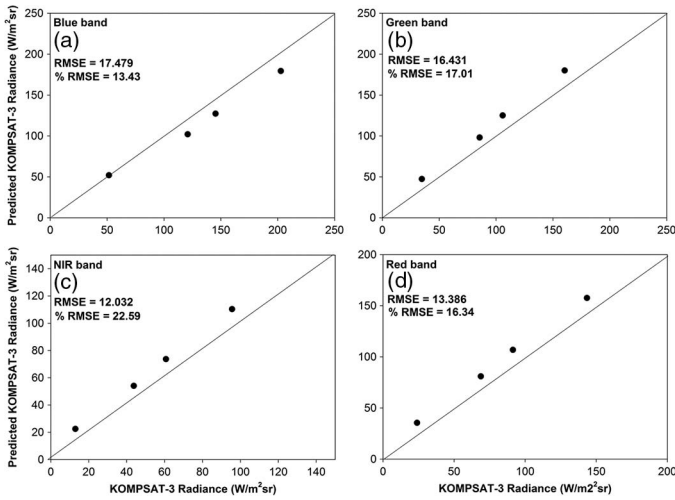 Blue band
(a)
RMSE = 17.479
% RMSE = 13.43
250
200
150
100
50
0
0 50 100 150 200 250
Predicted KOMPSAT-3 Radiance (W/m²sr)
Green band
(b)
RMSE = 16.431
% RMSE = 17.01
250
200
150
100
50
0
0 50 100 150 200 250
NIR band
(c)
RMSE = 12.032
% RMSE = 22.59
140
120
100
80
60
40
20
0
0 20 40 60 80 100 120 140
Predicted KOMPSAT-3 Radiance (W/m²sr)
KOMPSAT-3 Radiance (W/m²sr)
Red band
(d)
RMSE = 13.386
% RMSE = 16.34
200
150
100
50
0
0 50 100 150 200
KOMPSAT-3 Radiance (W/m2²sr)